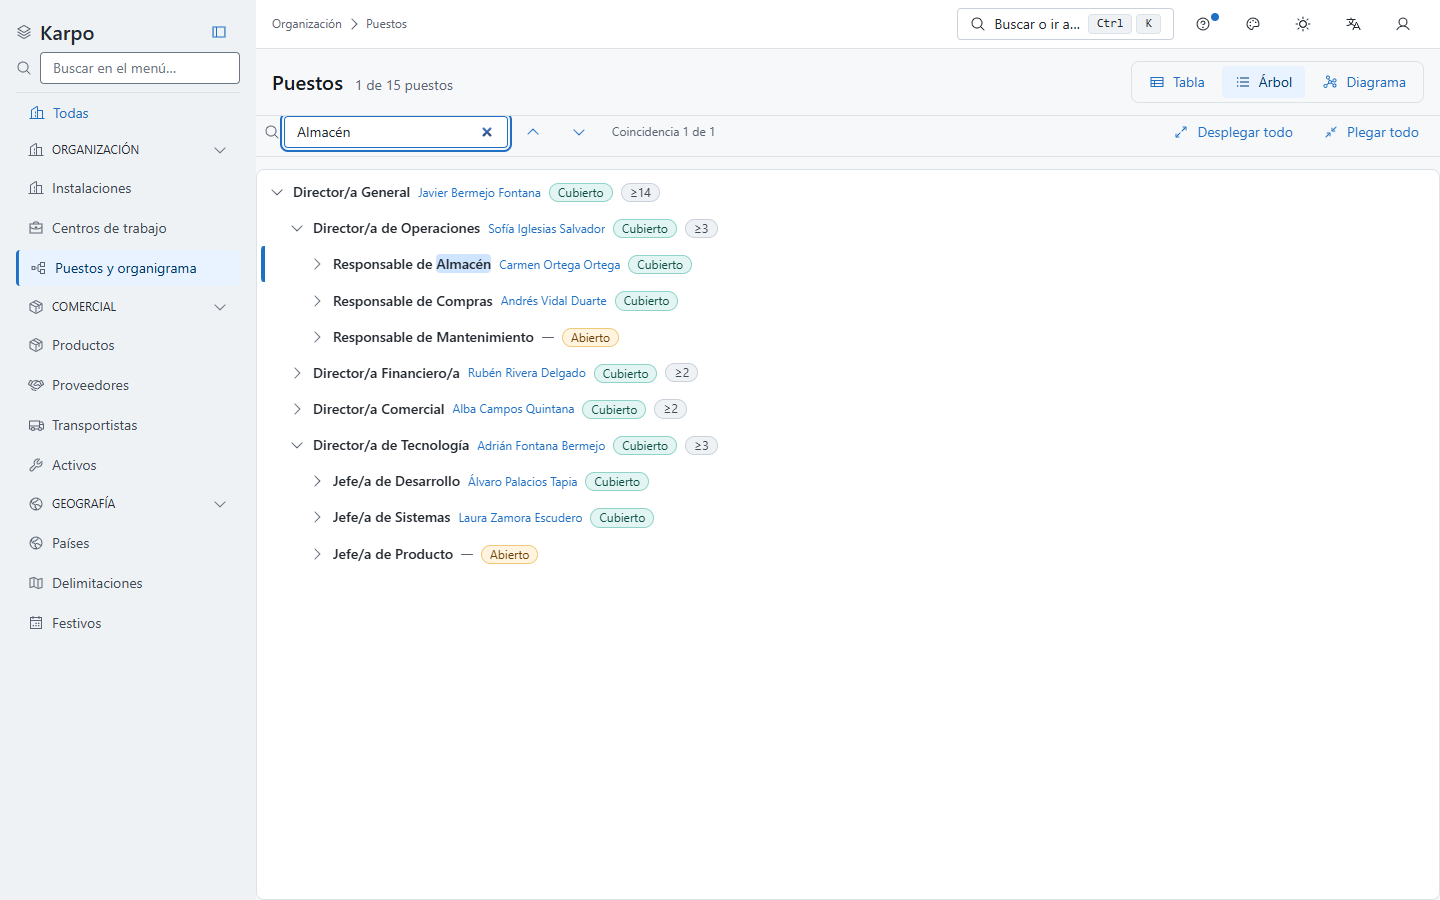 Karpo
Buscar en el menú...
Todas
ORGANIZACIÓN
Instalaciones
Centros de trabajo
Puestos y organigrama
COMERCIAL
Productos
Proveedores
Transportistas
Activos
GEOGRAFÍA
Países
Delimitaciones
Festivos
Organización > Puestos
Buscar o ir a... Ctrl K
Puestos 1 de 15 puestos
Tabla Árbol Diagrama
Almacén Coincidencia 1 de 1 Desplegar todo Plegar todo
Director/a General Javier Bermejo Fontana Cubierto ≥14
Director/a de Operaciones Sofía Iglesias Salvador Cubierto ≥3
Responsable de Almacén Carmen Ortega Ortega Cubierto
Responsable de Compras Andrés Vidal Duarte Cubierto
Responsable de Mantenimiento — Abierto
Director/a Financiero/a Rubén Rivera Delgado Cubierto ≥2
Director/a Comercial Alba Campos Quintana Cubierto ≥2
Director/a de Tecnología Adrián Fontana Bermejo Cubierto ≥3
Jefe/a de Desarrollo Álvaro Palacios Tapia Cubierto
Jefe/a de Sistemas Laura Zamora Escudero Cubierto
Jefe/a de Producto — Abierto